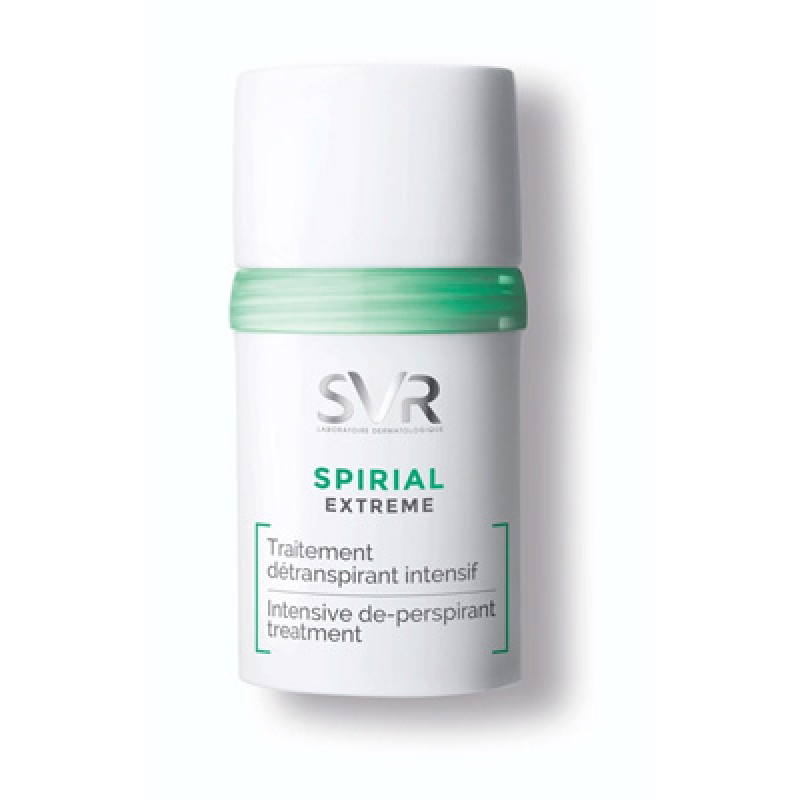 SVR
LABORATOIRE DERMATOLOGIQUE
SPIRIAL
EXTREME
Traitement
détranspirant intensif
Intensive de-perspirant
treatment